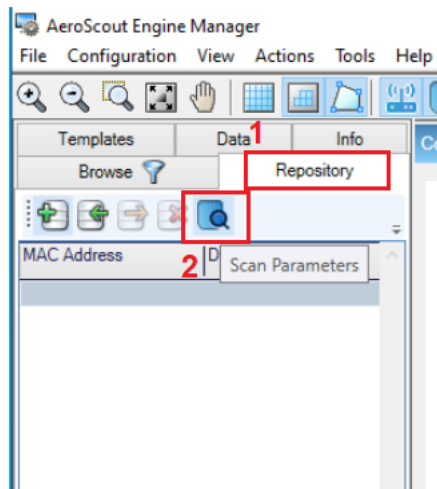 AeroScout Engine Manager
File Configuration View Actions Tools Help
Templates Data 1 Info
Browse Repository
MAC Address 2 D Scan Parameters